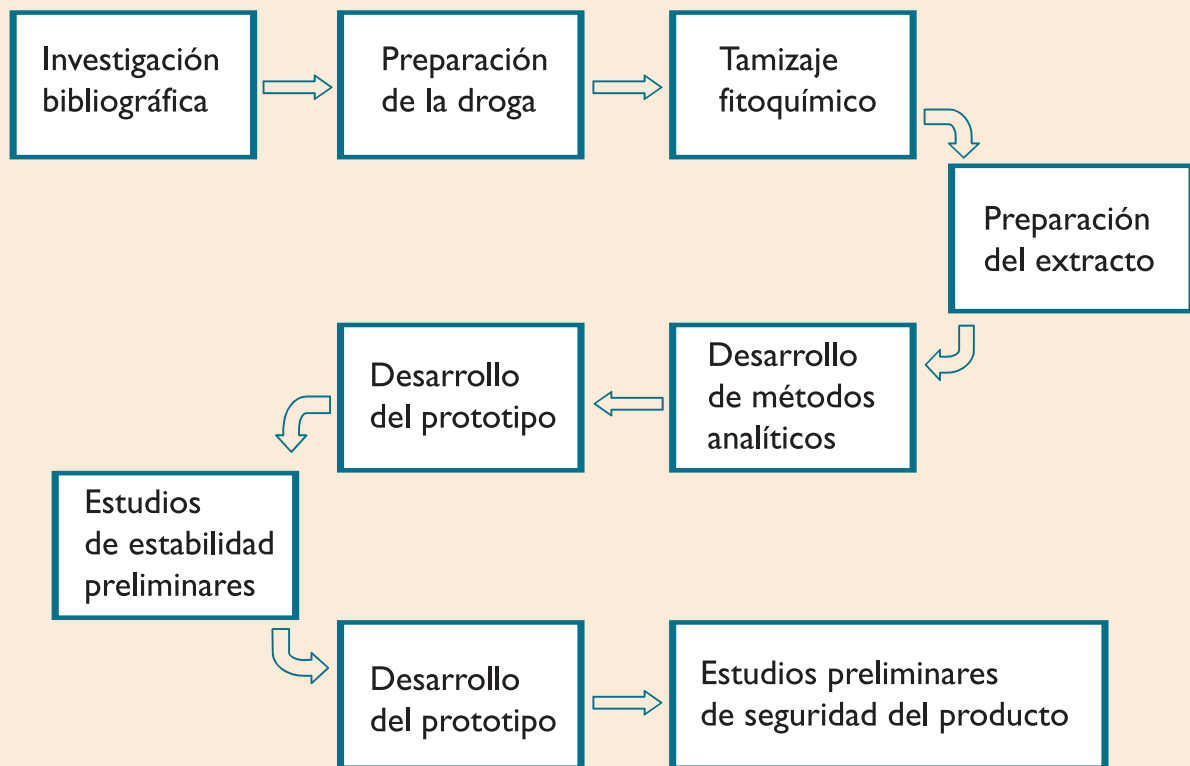 Investigación
bibliográfica
Preparación
de la droga
Tamizaje
fitoquímico
Preparación
del extracto
Desarrollo
de métodos
analíticos
Desarrollo
del prototipo
Estudios
de estabilidad
preliminares
Desarrollo
del prototipo
Estudios preliminares
de seguridad del producto